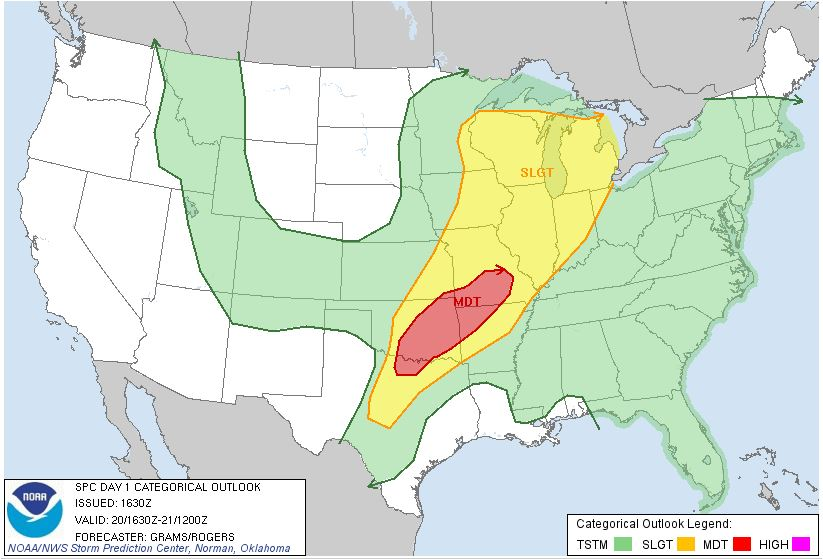 SLGT
MDT
NOAA
SPC DAY 1 CATEGORICAL OUTLOOK
ISSUED: 1630Z
VALID: 20/1630Z-21/1200Z
FORECASTER: GRAMS/ROGERS
NOAA/NWS Storm Prediction Center, Norman, Oklahoma
Categorical Outlook Legend:
TSTM SLGT MDT HIGH